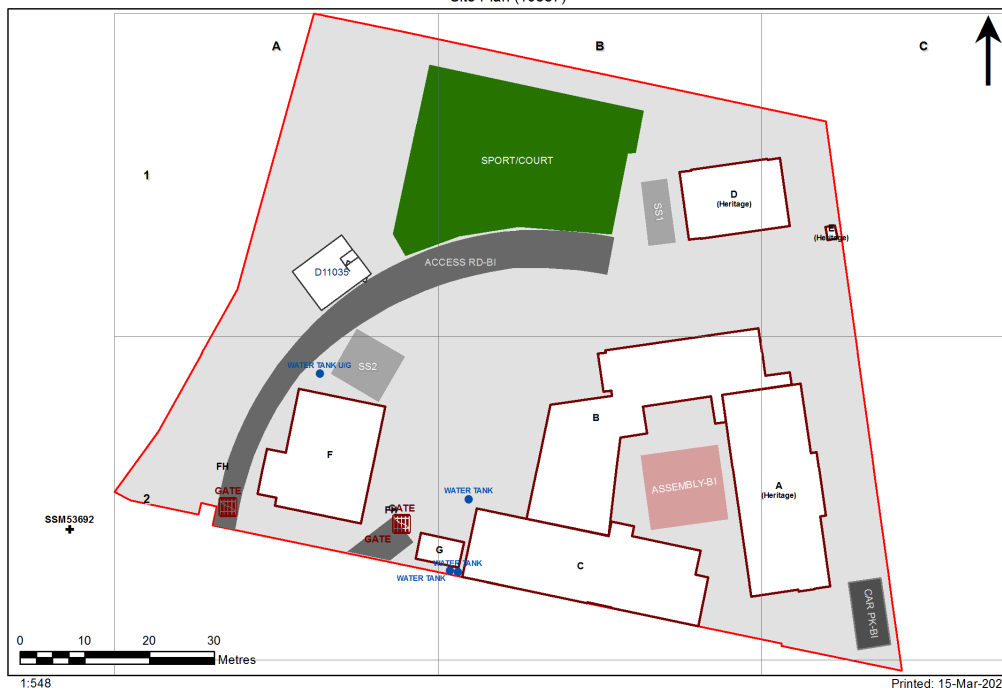 A
B
C
1
SPORT/COURT
SS1
D
(Heritage)
E
(Heritage)
D11035
ACCESS RD-BI
WATER TANK U/G
SS2
B
F
FH
GATE
2
SSM53692
WATER TANK
ASSEMBLY-BI
A
(Heritage)
GATE
FH
GATE
G
WATER TANK
WATER TANK
C
CAR PK-BI
0 10 20 30
Metres
1:548
Printed: 15-Mar-202